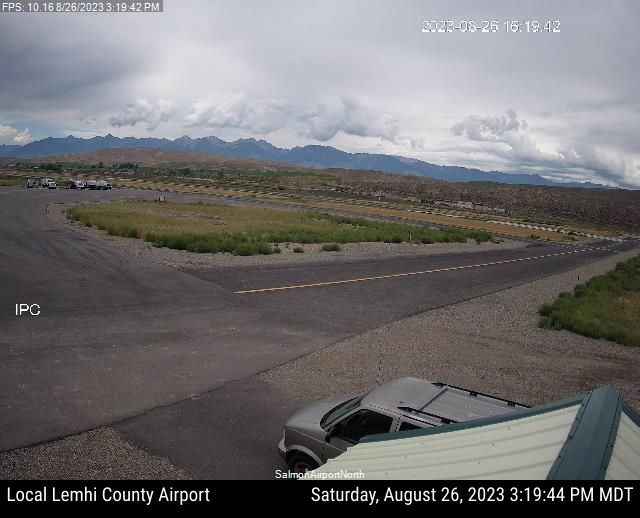 FPS: 10.16 8/26/2023 3:19:42 PM
2023-08-26 15:19:42
IPC
SalmonAirportNorth
Local Lemhi County Airport
Saturday, August 26, 2023 3:19:44 PM MDT